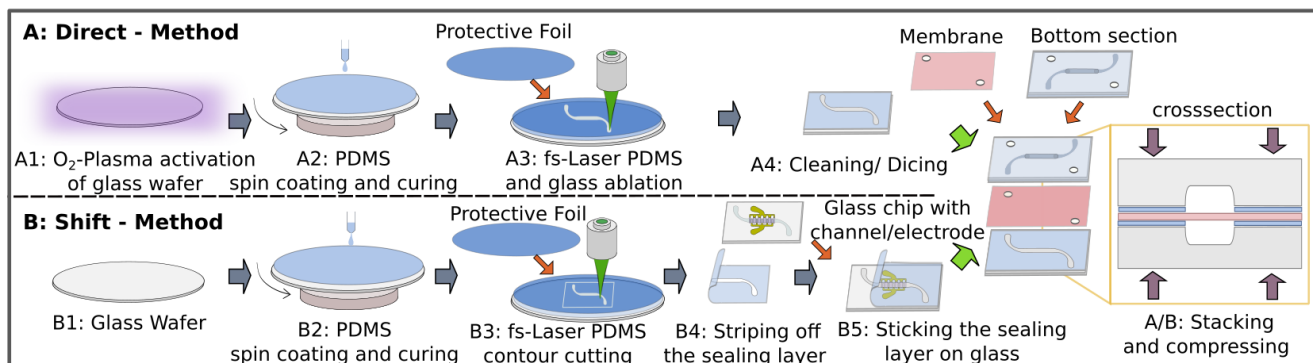 A: Direct - Method
Protective Foil
Membrane
Bottom section
crosssection
A1: O₂-Plasma activation
of glass wafer
A2: PDMS
spin coating and curing
A3: fs-Laser PDMS
and glass ablation
A4: Cleaning/ Dicing
B: Shift - Method
Protective Foil
Glass chip with
channel/electrode
B1: Glass Wafer
B2: PDMS
spin coating and curing
B3: fs-Laser PDMS
contour cutting
B4: Striping off
the sealing layer
B5: Sticking the sealing
layer on glass
A/B: Stacking
and compressing